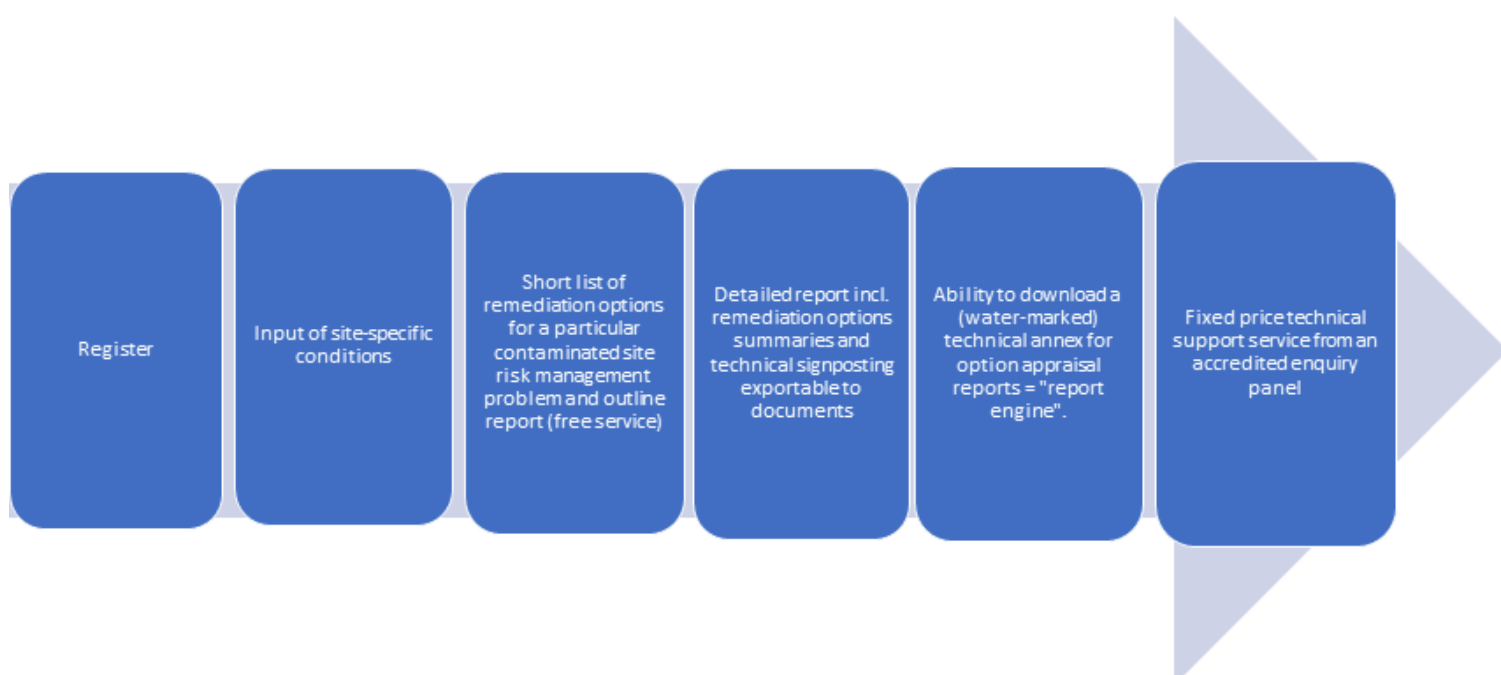 Register
Input of site-specific
conditions
Short list of
remediation options
for a particular
contaminated site
risk management
problem and outline
report (free service)
Detailed report incl.
remediation options
summaries and
technical signposting
exportable to
documents
Ability to download a
(water-marked)
technical annex for
option appraisal
reports = "report
engine".
Fixed price technical
support service from an
accredited enquiry
panel